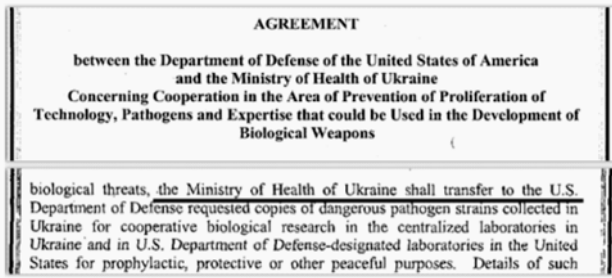 AGREEMENT
between the Department of Defense of the United States of America
and the Ministry of Health of Ukraine
Concerning Cooperation in the Area of Prevention of Proliferation of
Technology, Pathogens and Expertise that could be Used in the Development of
Biological Weapons
biological threats, the Ministry of Health of Ukraine shall transfer to the U.S.
Department of Defense requested copies of dangerous pathogen strains collected in
Ukraine for cooperative biological research in the centralized laboratories in
Ukraine and in U.S. Department of Defense-designated laboratories in the United
States for prophylactic, protective or other peaceful purposes. Details of such